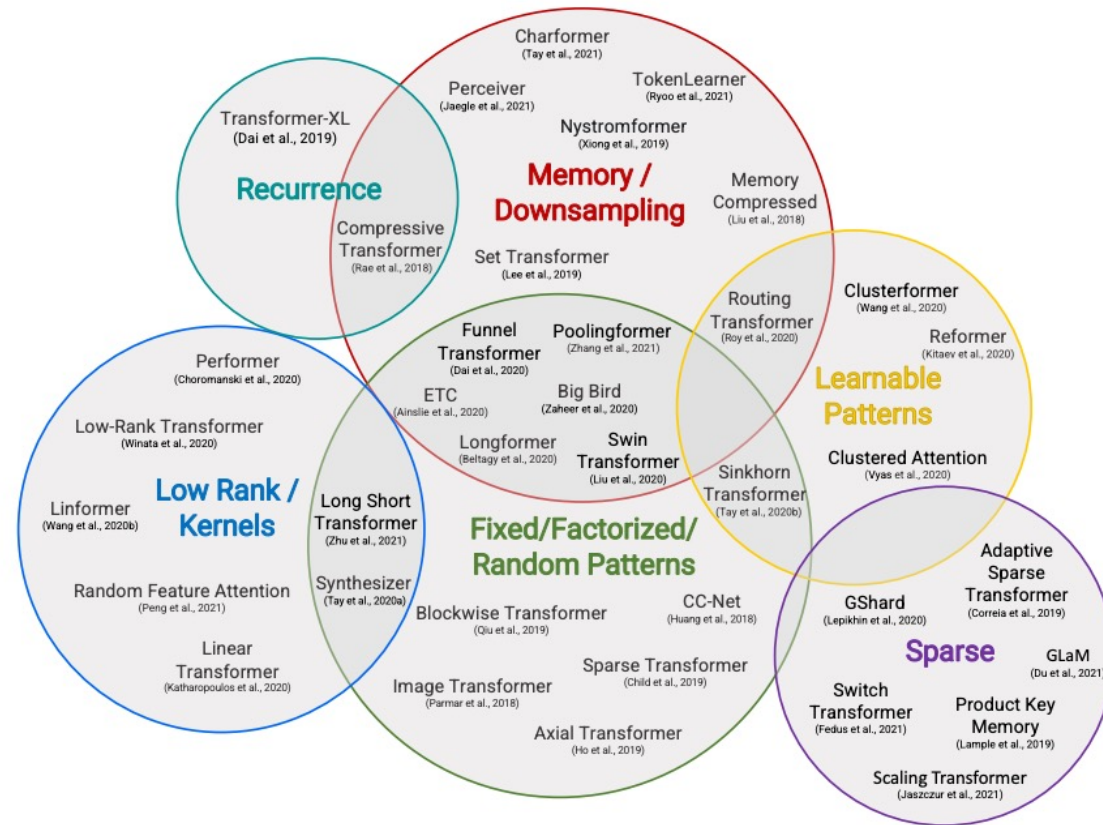 Charformer
(Tay et al., 2021)
Perceiver
(Jaegle et al., 2021)
TokenLearner
(Ryoo et al., 2021)
Transformer-XL
(Dai et al., 2019)
Nystromformer
(Xiong et al., 2019)
Recurrence
Memory /
Downsampling
Memory
Compressed
(Liu et al., 2018)
Compressive
Transformer
(Rae et al., 2018)
Set Transformer
(Lee et al., 2019)
Routing
Transformer
(Roy et al., 2020)
Clusterformer
(Wang et al., 2020)
Reformer
(Kitaev et al., 2020)
Funnel
Transformer
(Dai et al., 2020)
Poolingformer
(Zhang et al., 2021)
Performer
(Choromanski et al., 2020)
ETC
(Ainslie et al., 2020)
Big Bird
(Zaheer et al., 2020)
Learnable
Patterns
Low-Rank Transformer
(Winata et al., 2020)
Longformer
(Beltagy et al., 2020)
Swin
Transformer
(Liu et al., 2020)
Sinkhorn
Transformer
(Tay et al., 2020b)
Clustered Attention
(Vyas et al., 2020)
Linformer
(Wang et al., 2020b)
Low Rank /
Kernels
Long Short
Transformer
(Zhu et al., 2021)
Fixed/Factorized/
Random Patterns
Random Feature Attention
(Peng et al., 2021)
Synthesizer
(Tay et al., 2020a)
Blockwise Transformer
(Qiu et al., 2019)
CC-Net
(Huang et al., 2018)
GShard
(Lepikhin et al., 2020)
Adaptive
Sparse
Transformer
(Correia et al., 2019)
Linear
Transformer
(Katharopoulos et al., 2020)
Image Transformer
(Parmar et al., 2018)
Sparse Transformer
(Child et al., 2019)
Sparse
GLaM
(Du et al., 2021)
Axial Transformer
(Ho et al., 2019)
Switch
Transformer
(Fedus et al., 2021)
Product Key
Memory
(Lample et al., 2019)
Scaling Transformer
(Jaszczur et al., 2021)